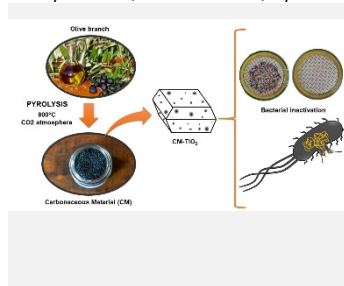 Olive branch
PYROLYSIS
800°C
CO2 atmosphere
Carbonaceous Material (CM)
CM-TiO₂
Bacterial inactivation